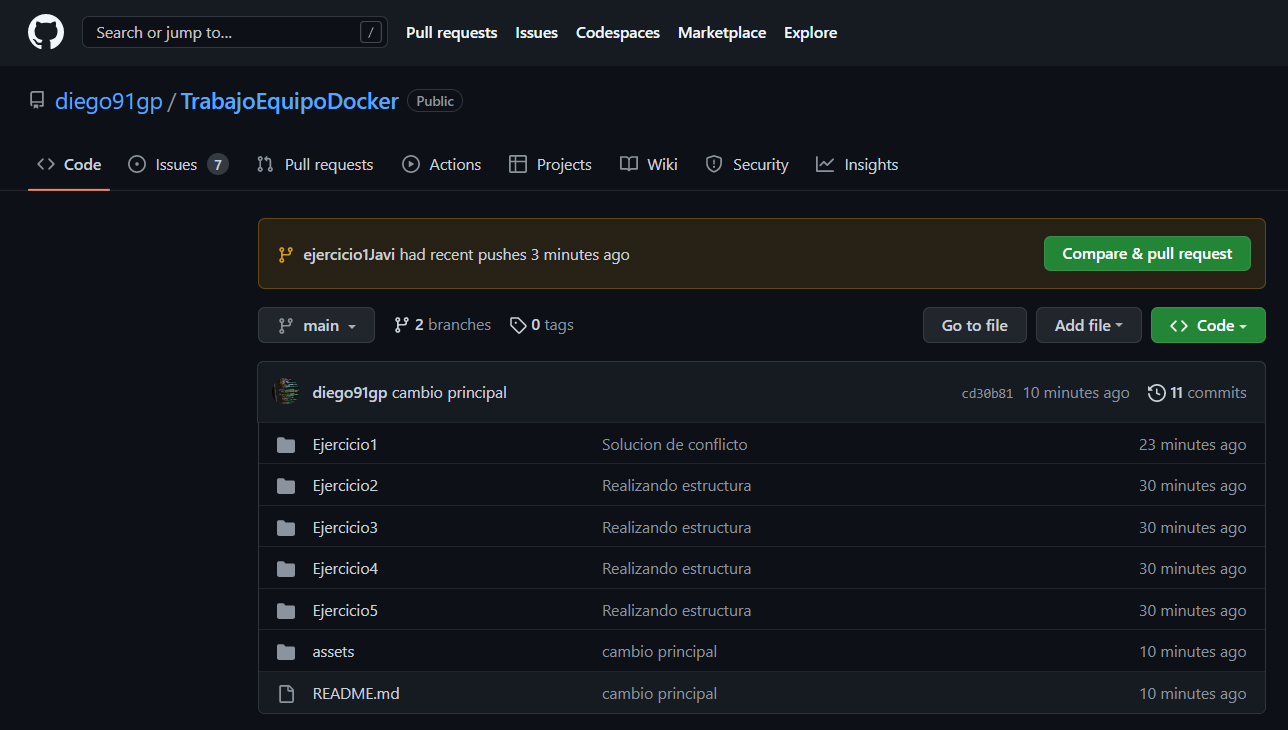 Search or jump to... / Pull requests Issues Codespaces Marketplace Explore
diego91gp / TrabajoEquipoDocker Public
Code Issues 7 Pull requests Actions Projects Wiki Security Insights
ejercicio1Javi had recent pushes 3 minutes ago Compare & pull request
main 2 branches 0 tags Go to file Add file Code
diego91gp cambio principal cd30b81 10 minutes ago 11 commits
Ejercicio1 Solucion de conflicto 23 minutes ago
Ejercicio2 Realizando estructura 30 minutes ago
Ejercicio3 Realizando estructura 30 minutes ago
Ejercicio4 Realizando estructura 30 minutes ago
Ejercicio5 Realizando estructura 30 minutes ago
assets cambio principal 10 minutes ago
README.md cambio principal 10 minutes ago